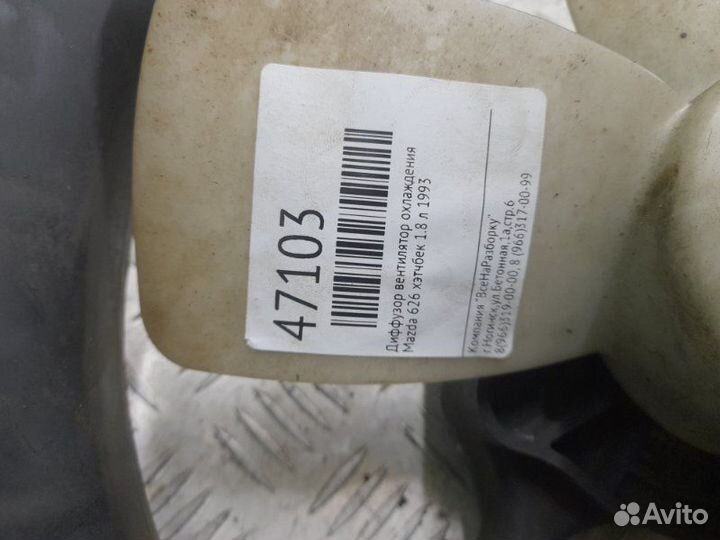 47103
Диффузор вентилятор охлаждения
Mazda 626 хэтчбек 1.8 л 1993
Компания "ВсеНаРазборку"
г.Ногинск,ул.Бетонная,1а,стр.6
8(966)319-00-00, 8 (966)317-00-99
Avito